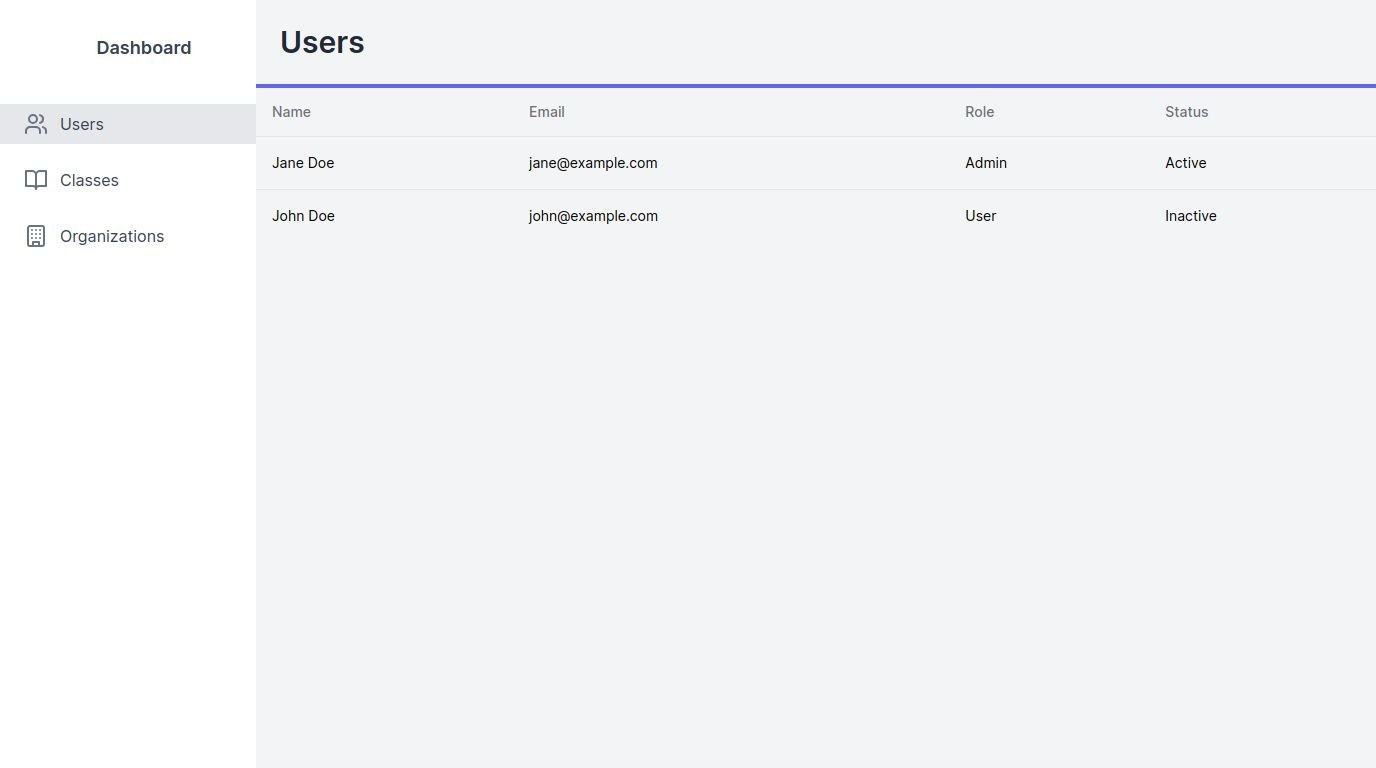 Dashboard
Users
Classes
Organizations
Users
Name Email Role Status
Jane Doe jane@example.com Admin Active
John Doe john@example.com User Inactive